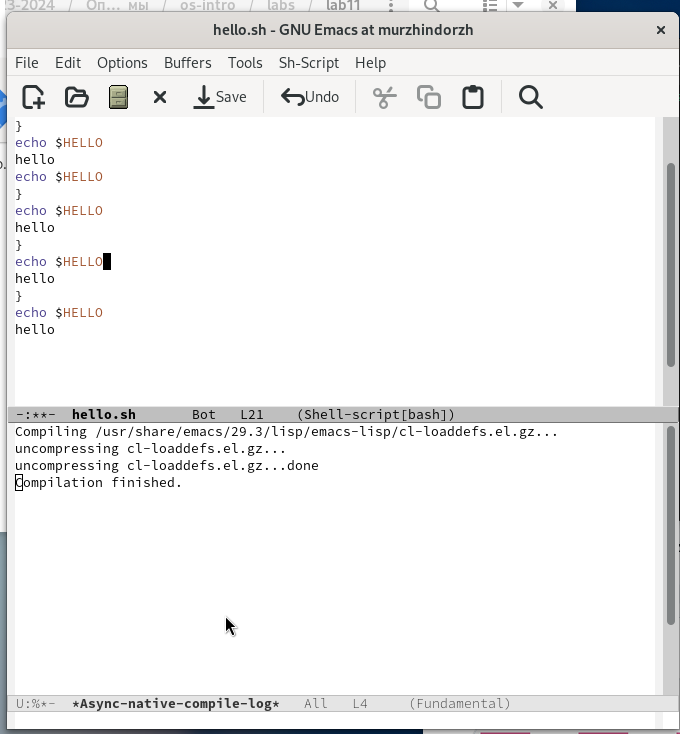 3-2024 / Оп... мы / os-intro / labs / lab11
hello.sh - GNU Emacs at murzhindorzh
File Edit Options Buffers Tools Sh-Script Help
Save Undo
}
echo $HELLO
hello
echo $HELLO
}
echo $HELLO
hello
}
echo $HELLO
hello
}
echo $HELLO
hello
-:**- hello.sh Bot L21 (Shell-script[bash])
Compiling /usr/share/emacs/29.3/lisp/emacs-lisp/cl-loaddefs.el.gz...
uncompressing cl-loaddefs.el.gz...
uncompressing cl-loaddefs.el.gz...done
Compilation finished.
U:%*- *Async-native-compile-log* All L4 (Fundamental)